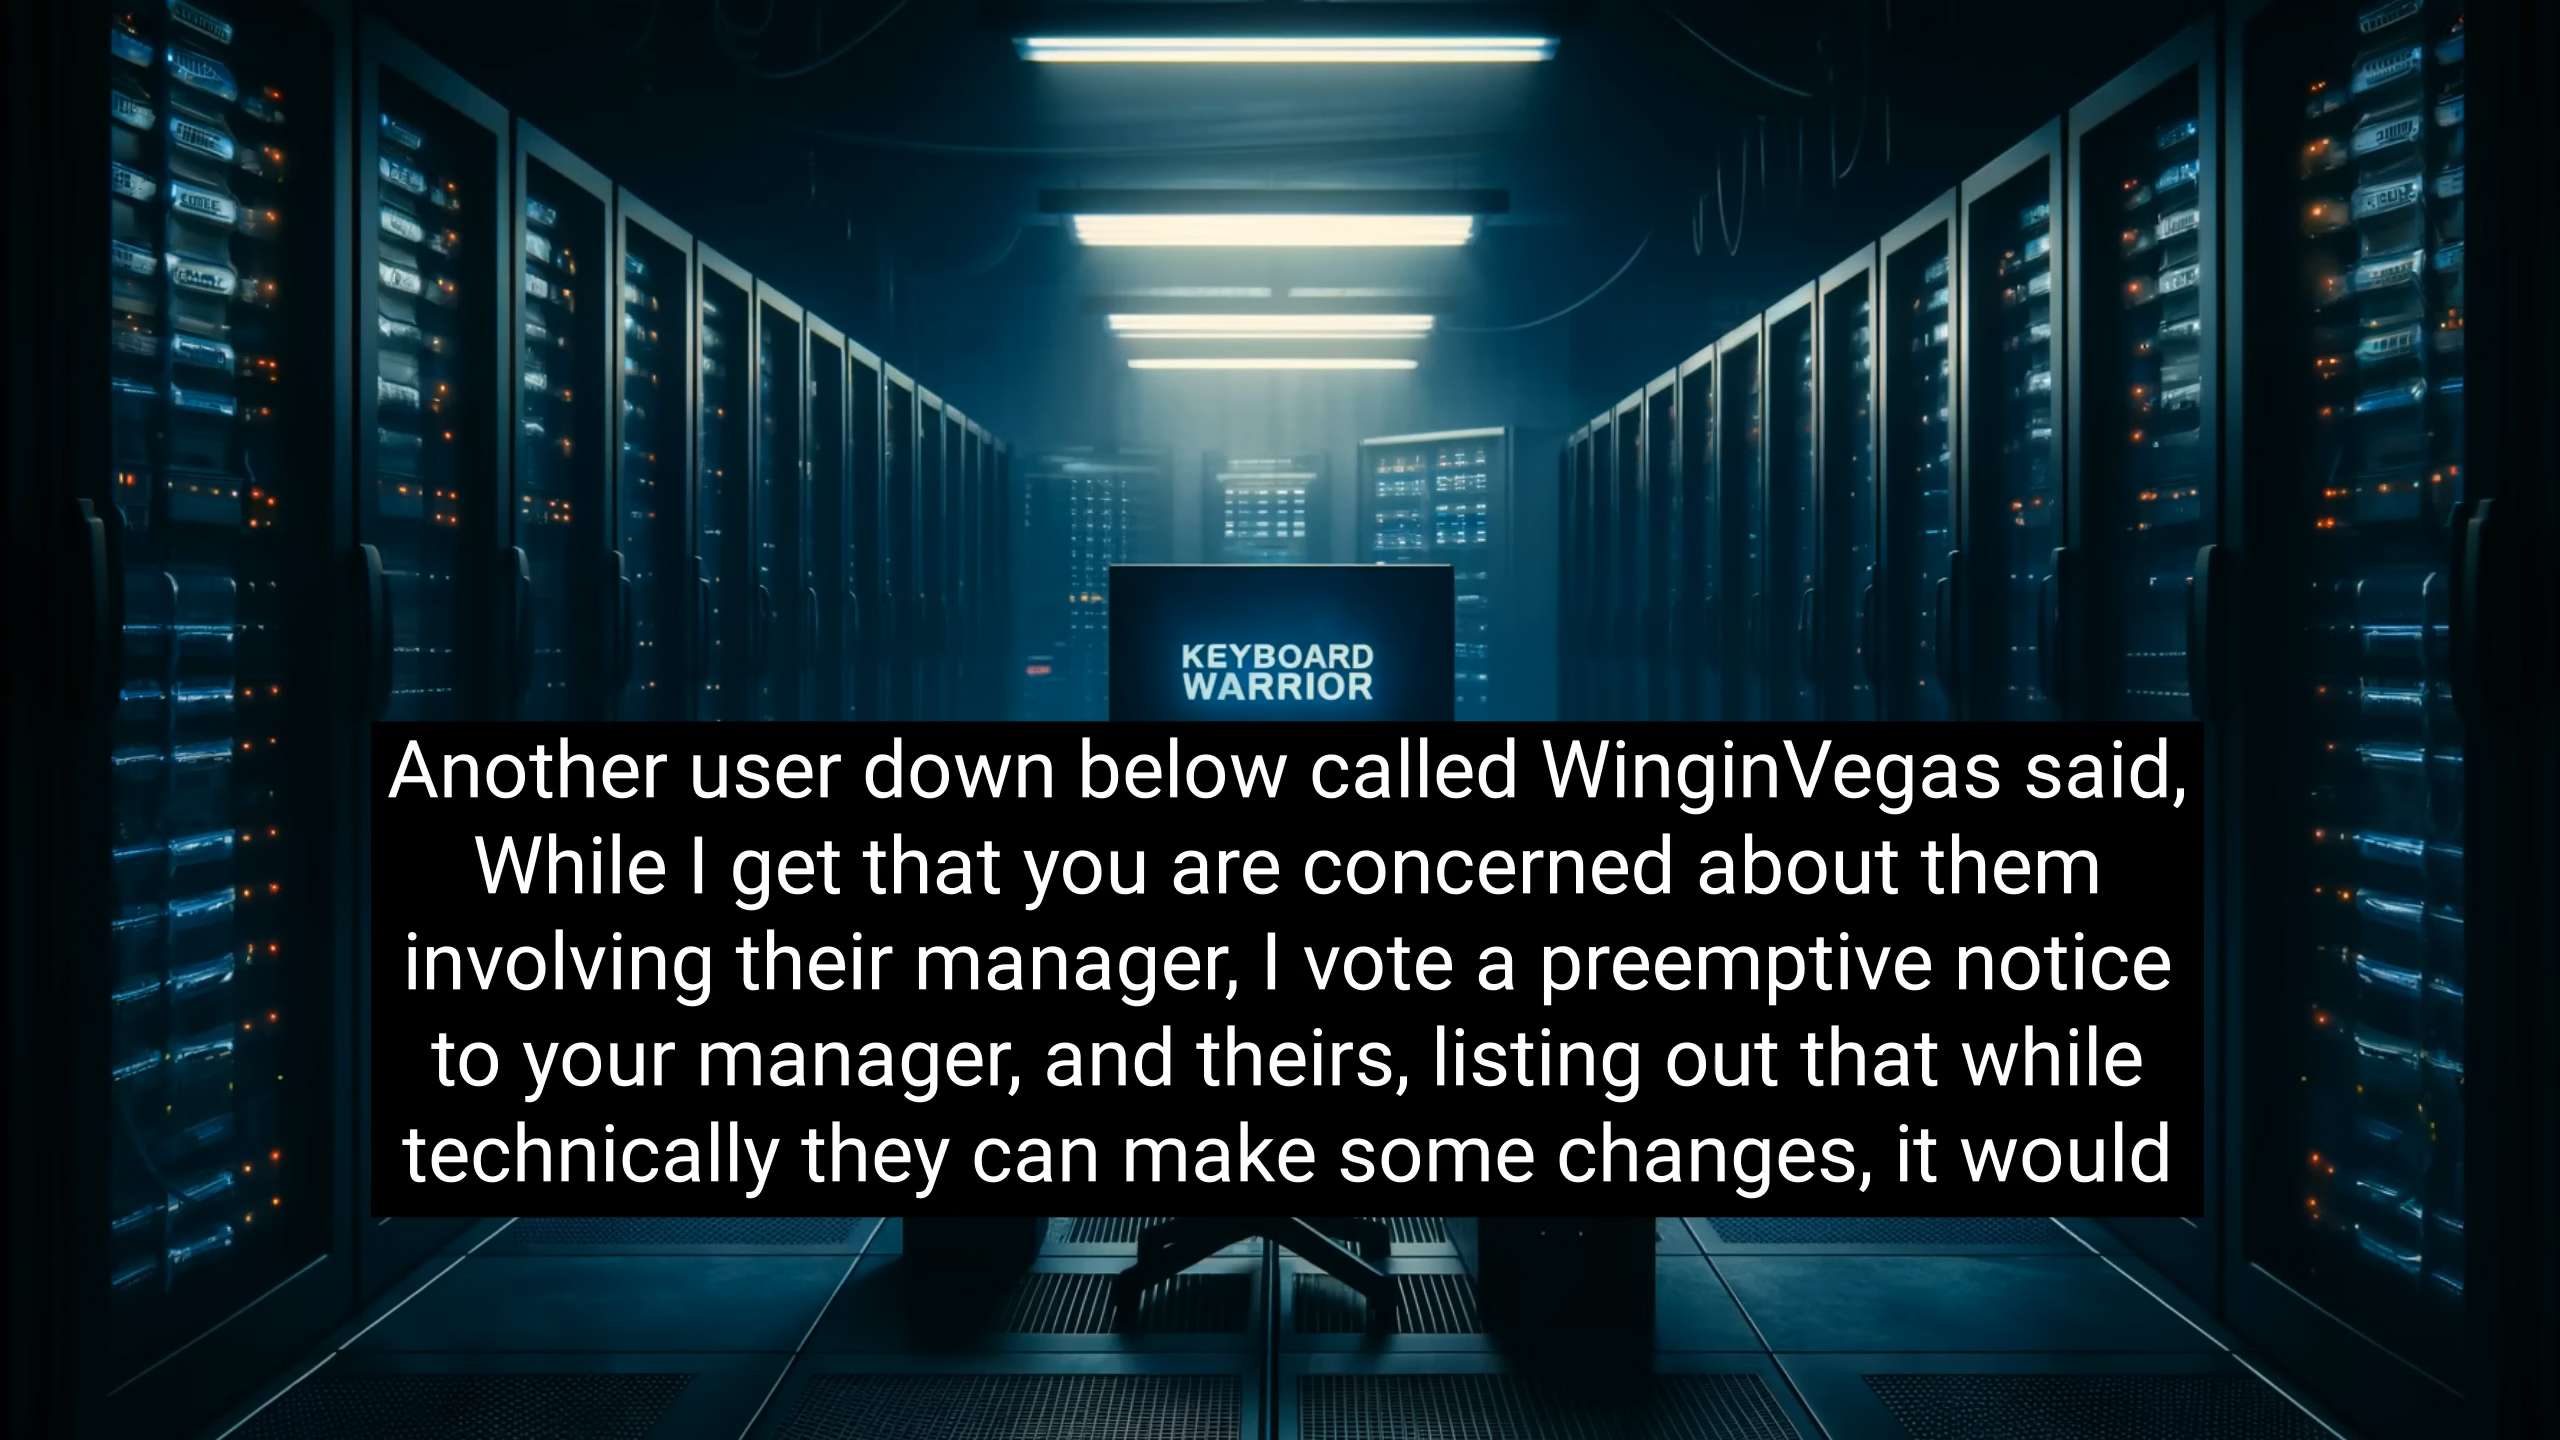 KEYBOARD
WARRIOR
Another user down below called WinginVegas said,
While I get that you are concerned about them
involving their manager, I vote a preemptive notice
to your manager, and theirs, listing out that while
technically they can make some changes, it would